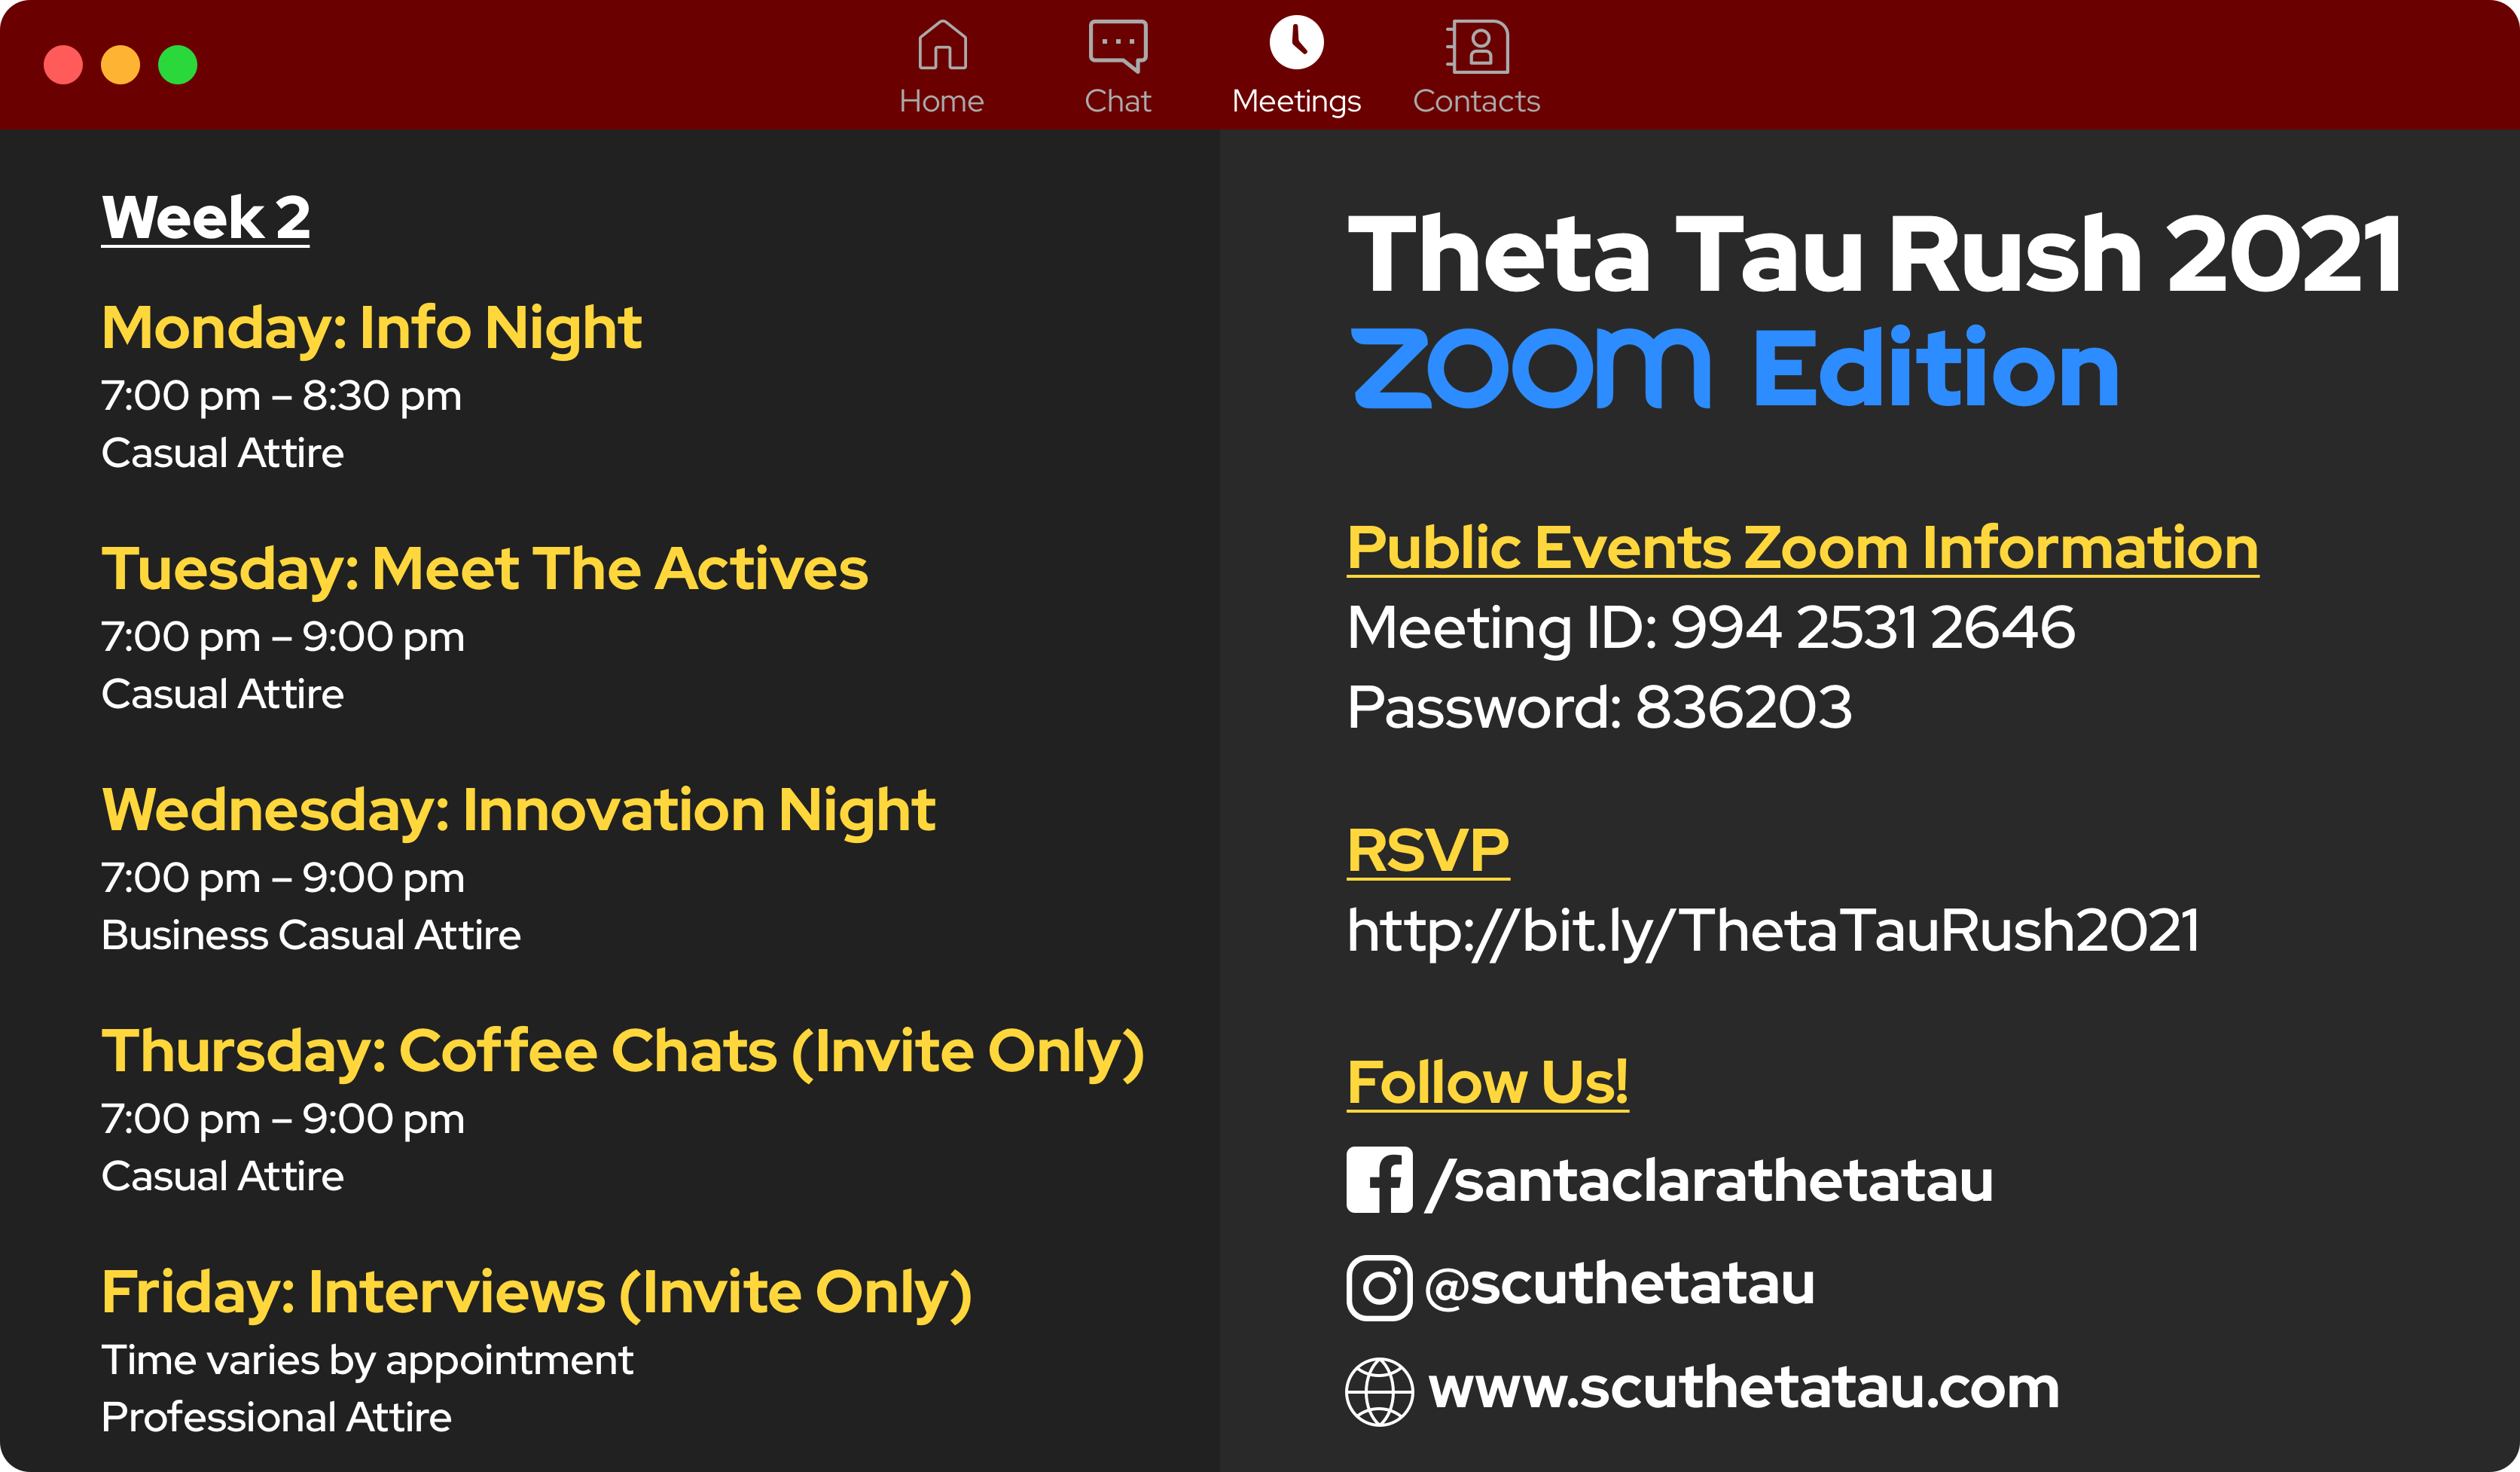 Home
Chat
Meetings
Contacts
Week 2
Monday: Info Night
7:00 pm – 8:30 pm
Casual Attire
Tuesday: Meet The Actives
7:00 pm – 9:00 pm
Casual Attire
Wednesday: Innovation Night
7:00 pm – 9:00 pm
Business Casual Attire
Thursday: Coffee Chats (Invite Only)
7:00 pm – 9:00 pm
Casual Attire
Friday: Interviews (Invite Only)
Time varies by appointment
Professional Attire
Theta Tau Rush 2021
zoom Edition
Public Events Zoom Information
Meeting ID: 994 2531 2646
Password: 836203
RSVP
http://bit.ly/ThetaTauRush2021
Follow Us!
/santaclarathetatau
@scuthetatau
www.scuthetatau.com